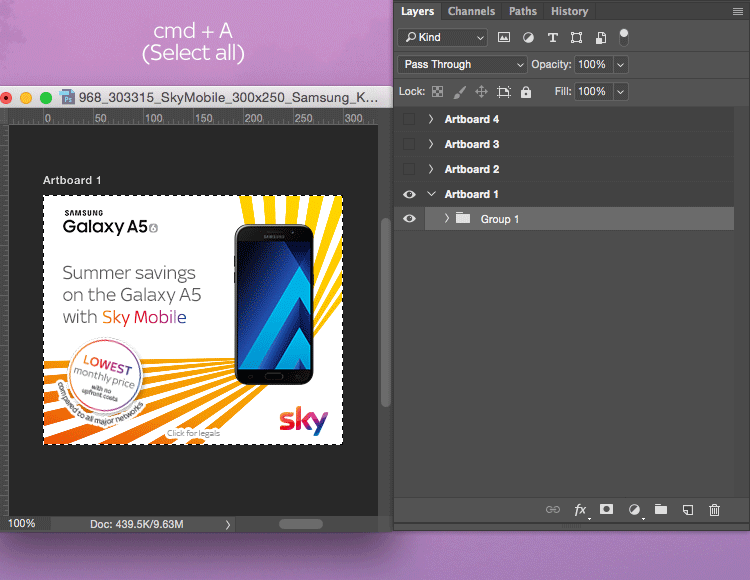 cmd + A
(Select all)
968_303315_SkyMobile_300x250_Samsung_K...
0 50 100 150 200 250 300
Artboard 1
SAMSUNG
Galaxy A5
Summer savings
on the Galaxy A5
with Sky Mobile
SAMSUNG
LOWEST
monthly price
with no
upfront costs
compared to all major networks
Click for legals
sky
100%
Doc: 439.5K/9.63M
Layers Channels Paths History
Kind
Pass Through Opacity: 100%
Lock: Fill: 100%
Artboard 4
Artboard 3
Artboard 2
Artboard 1
Group 1
fx